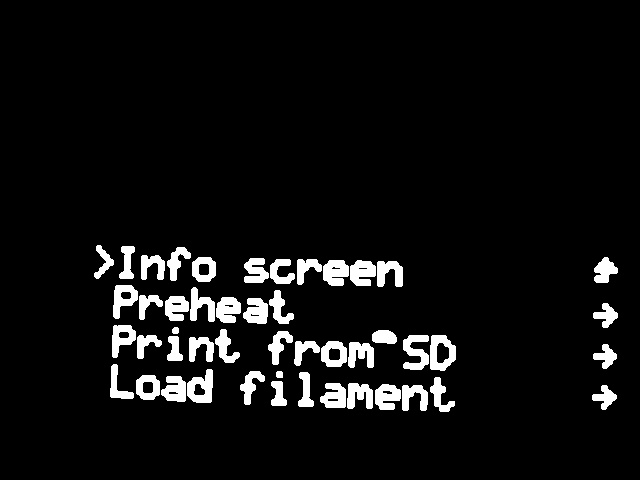 >Info screen ↑
Preheat →
Print from SD →
Load filament →